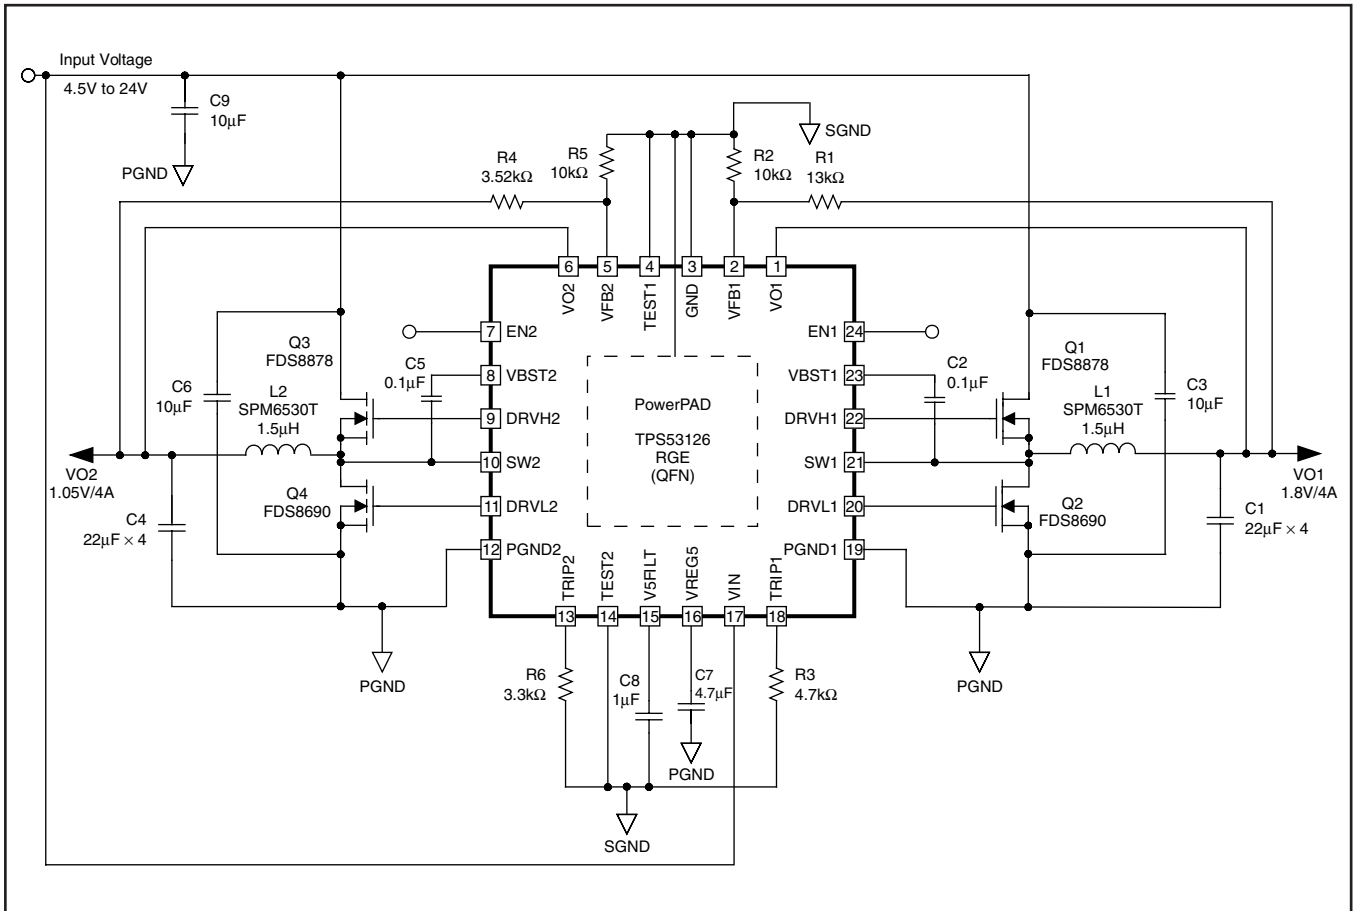 Input Voltage
4.5V to 24V
C9
10μF
PGND
SGND
R4
3.52kΩ
R5
10kΩ
R2
10kΩ
R1
13kΩ
6
5
4
3
2
1
VO2
VFB2
TEST1
GND
VFB1
VO1
7
EN2
EN1
24
Q3
FDS8878
C5
0.1μF
8
VBST2
VBST1
23
C2
0.1μF
Q1
FDS8878
C6
10μF
L2
SPM6530T
1.5μH
9
DRVH2
DRVH1
22
L1
SPM6530T
1.5μH
C3
10μF
PowerPAD
TPS53126
RGE
(QFN)
VO2
1.05V/4A
10
SW2
SW1
21
VO1
1.8V/4A
Q4
FDS8690
11
DRVL2
DRVL1
20
Q2
FDS8690
C4
22μF × 4
C1
22μF × 4
12
PGND2
PGND1
19
TRIP2
TEST2
V5FILT
VREG5
VIN
TRIP1
13
14
15
16
17
18
PGND
R6
3.3kΩ
C8
1μF
C7
4.7μF
R3
4.7kΩ
PGND
PGND
SGND